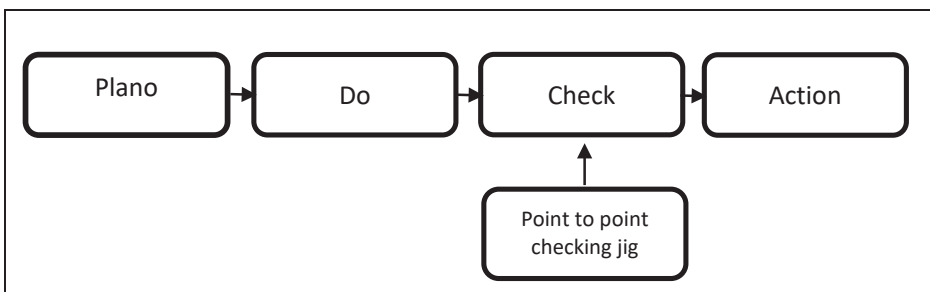 Plano
Do
Check
Action
Point to point
checking jig